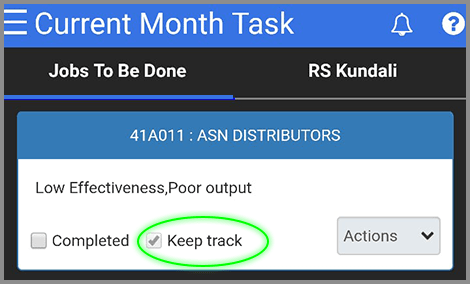 Current Month Task
?
Jobs To Be Done
RS Kundali
41A011 : ASN DISTRIBUTORS
Low Effectiveness,Poor output
Completed
Keep track
Actions